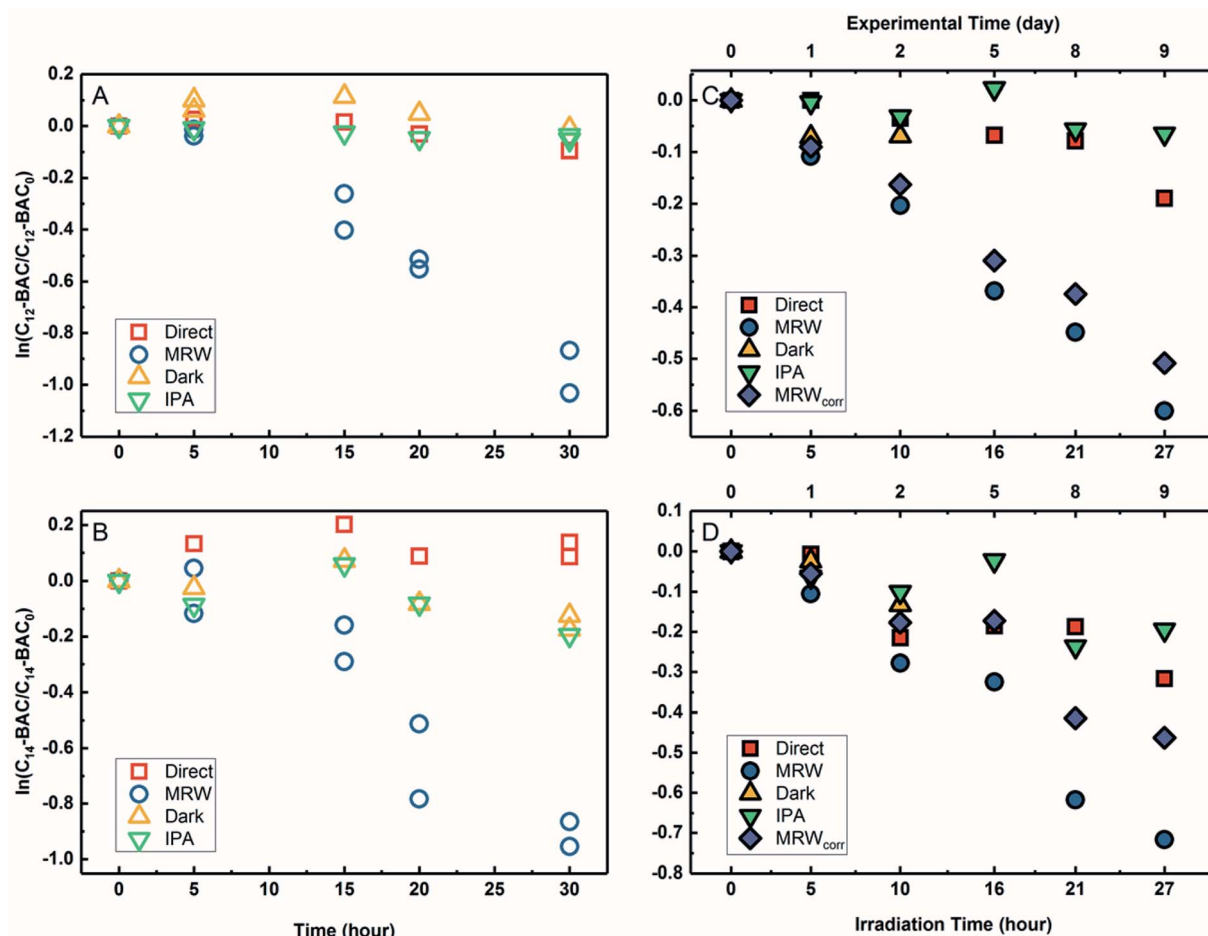 A
0.2
0.0
-0.2
-0.4
-0.6
-0.8
-1.0
-1.2
ln(C₁₂-BAC/C₁₂-BAC₀)
Direct
MRW
Dark
IPA
0 5 10 15 20 25 30
B
0.2
0.0
-0.2
-0.4
-0.6
-0.8
-1.0
ln(C₁₄-BAC/C₁₄-BAC₀)
Direct
MRW
Dark
IPA
0 5 10 15 20 25 30
Time (hour)
Experimental Time (day)
0 1 2 5 8 9
C
0.0
-0.1
-0.2
-0.3
-0.4
-0.5
-0.6
Direct
MRW
Dark
IPA
MRWcorr
0 5 10 16 21 27
0 1 2 5 8 9
D
0.1
0.0
-0.1
-0.2
-0.3
-0.4
-0.5
-0.6
-0.7
-0.8
Direct
MRW
Dark
IPA
MRWcorr
0 5 10 16 21 27
Irradiation Time (hour)